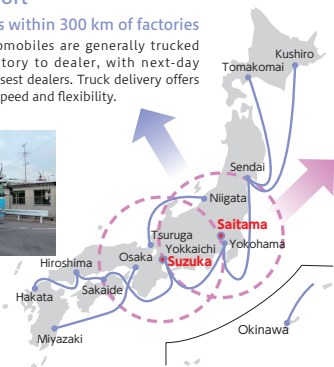 s within 300 km of factories
omobiles are generally trucked
ctory to dealer, with next-day
sest dealers. Truck delivery offers
peed and flexibility.
Kushiro
Tomakomai
Sendai
Niigata
Saitama
Tsuruga
Yokkaichi
Yokohama
Osaka
Suzuka
Hiroshima
Hakata
Sakaide
Miyazaki
Okinawa